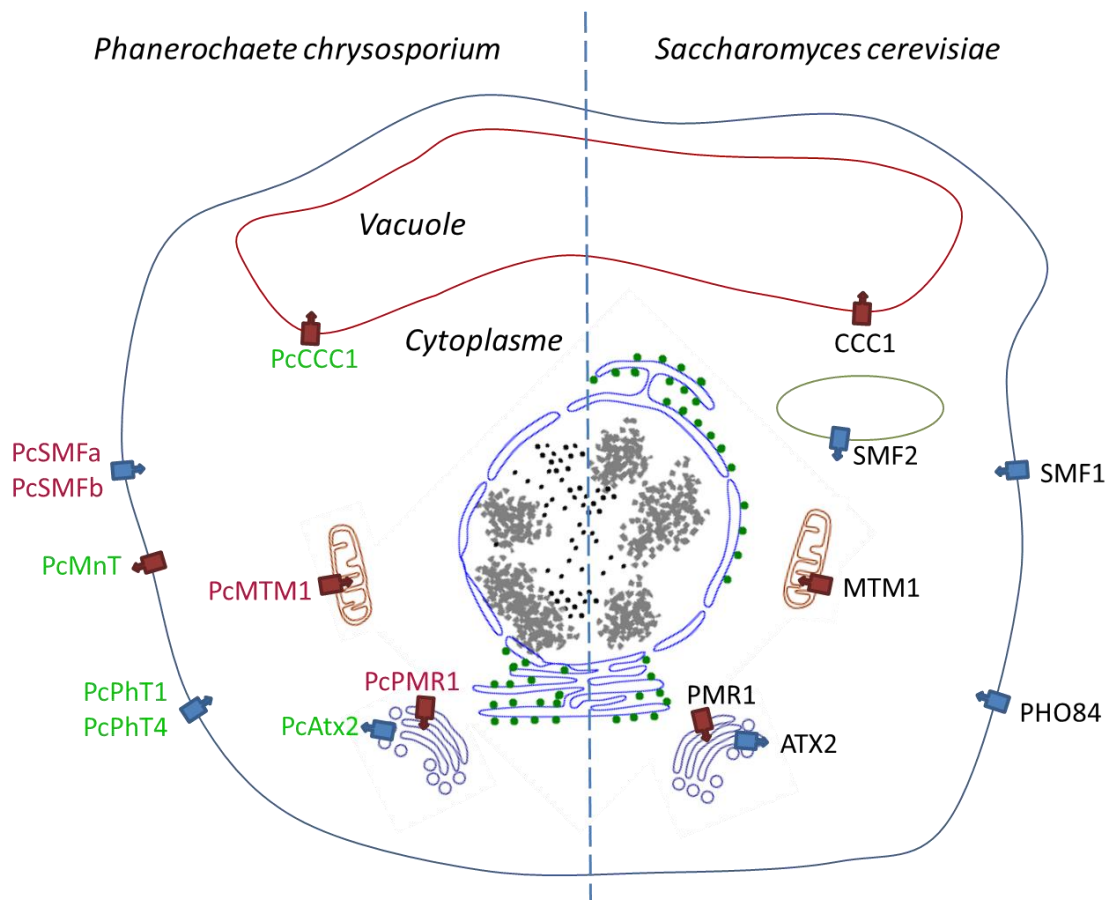 Phanerochaete chrysosporium
Saccharomyces cerevisiae
Vacuole
Cytoplasme
PcCCC1
CCC1
SMF2
PcSMFa
PcSMFb
SMF1
PcMnT
PcMTM1
MTM1
PcPhT1
PcPhT4
PcPMR1
PcAtx2
PMR1
ATX2
PHO84